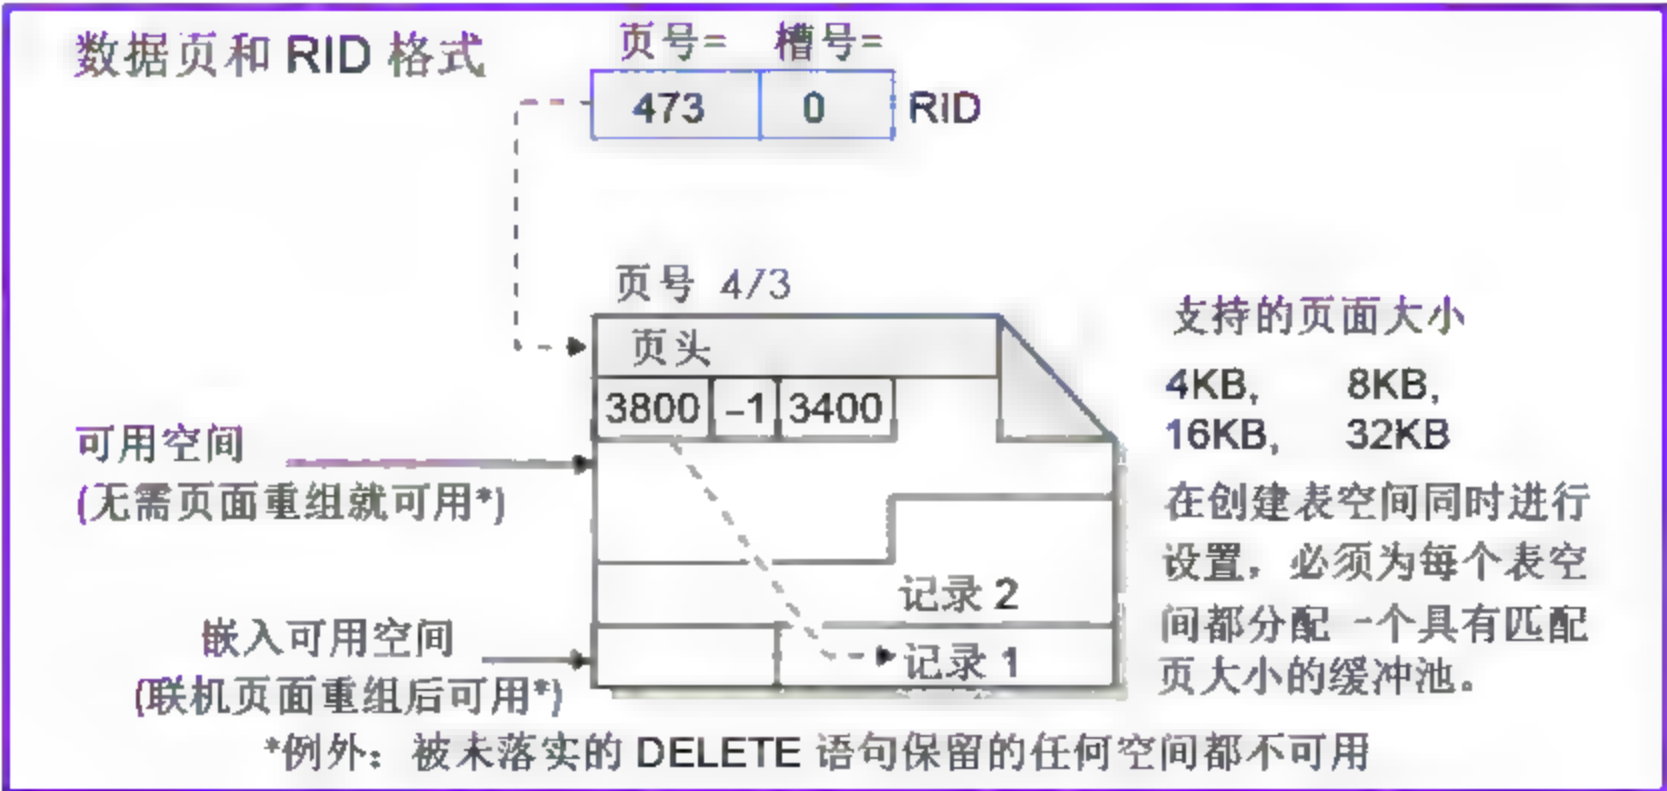 数据页和 RID 格式
页号= 槽号=
473 0 RID
页号 4/3
页头
3800 -1 3400
支持的页面大小
4KB, 8KB,
16KB, 32KB
在创建表空间同时进行
设置，必须为每个表空
间都分配一个具有匹配
页大小的缓冲池。
可用空间
(无需页面重组就可用*)
记录 2
嵌入可用空间
(联机页面重组后可用*)
记录 1
*例外：被未落实的 DELETE 语句保留的任何空间都不可用